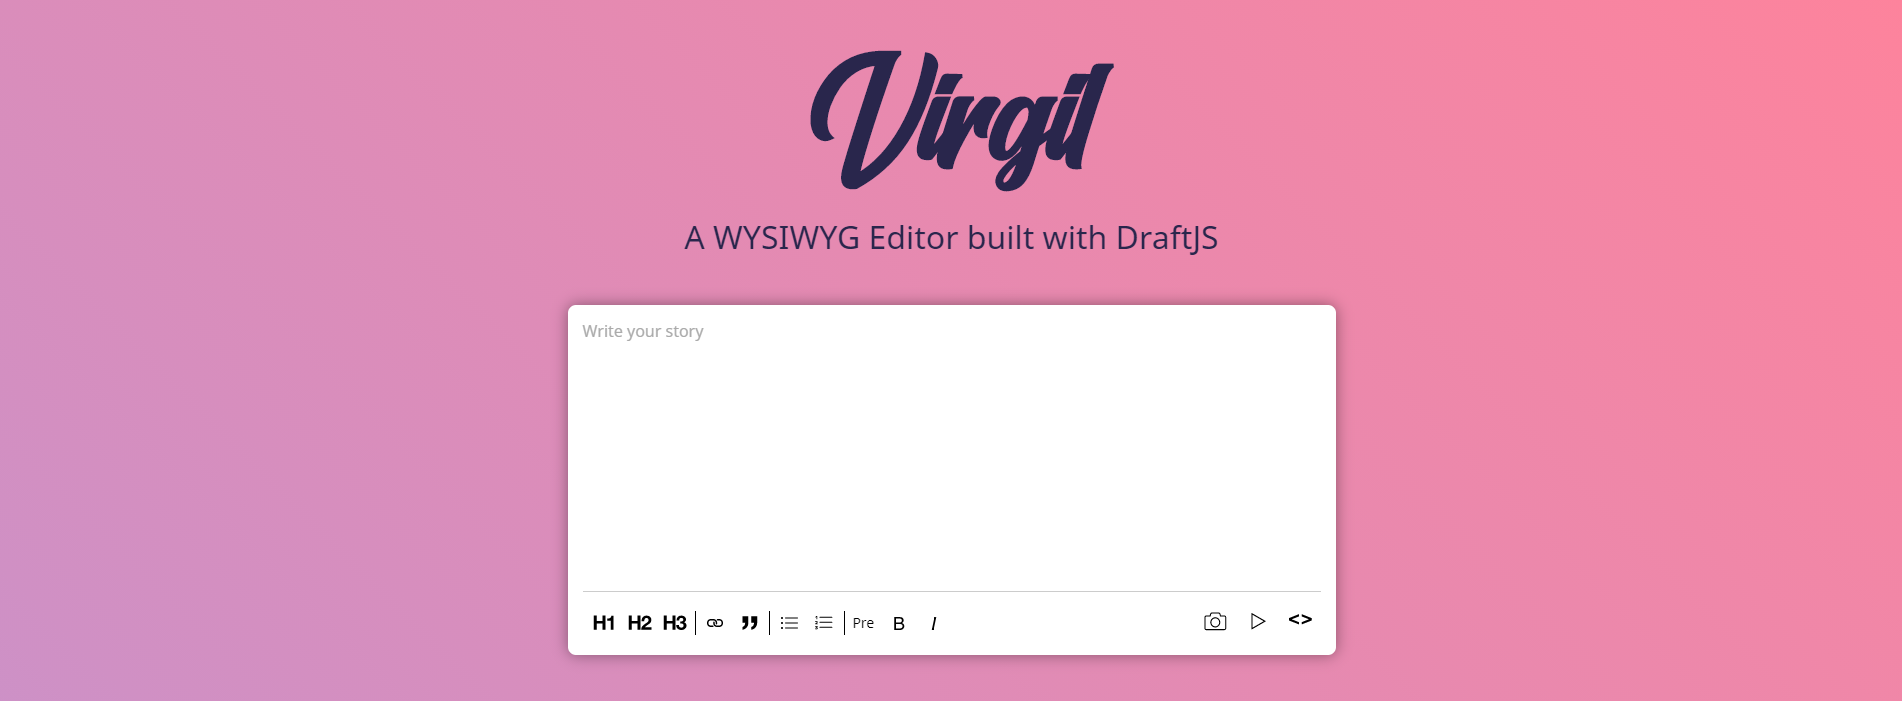 Virgil
A WYSIWYG Editor built with DraftJS
Write your story
H1 H2 H3 Pre B I <>